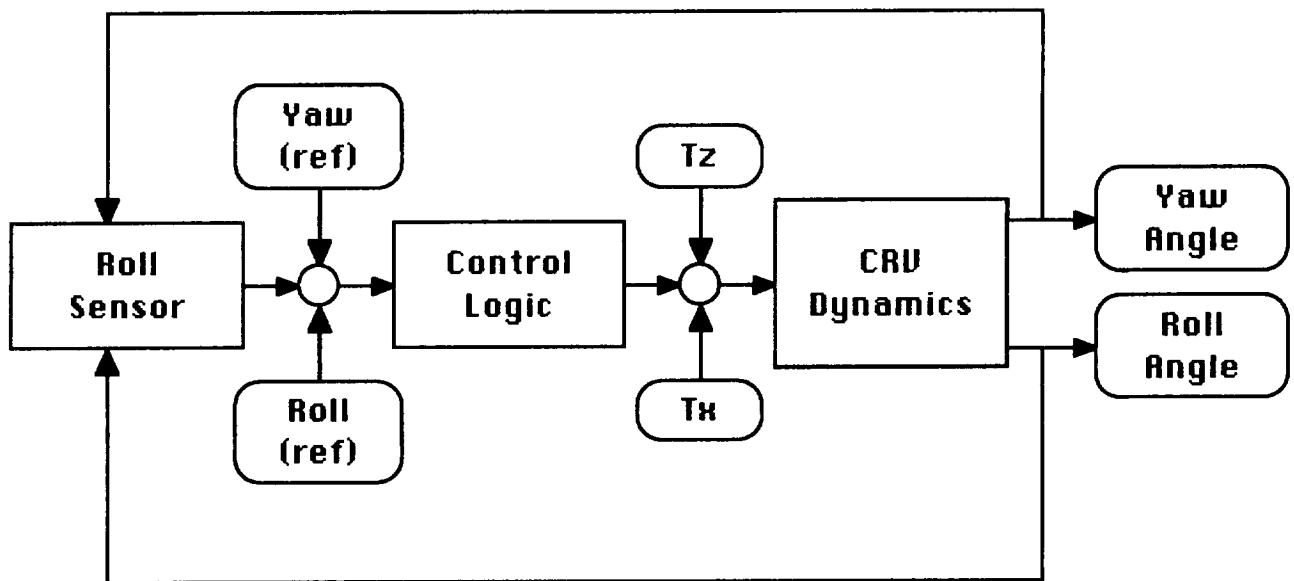 Yaw
(ref)
Tz
Yaw
Angle
Roll
Sensor
Control
Logic
CRV
Dynamics
Roll
Angle
Roll
(ref)
Tx